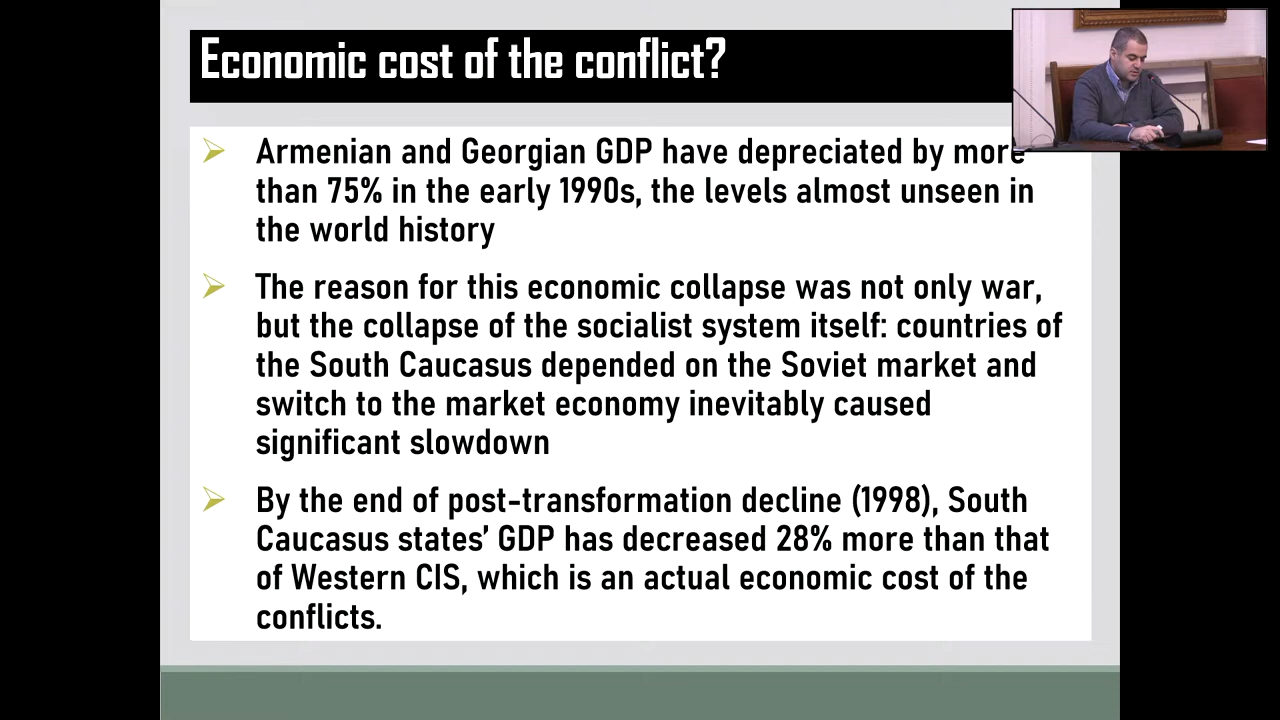 Economic cost of the conflict?
Armenian and Georgian GDP have depreciated by more
than 75% in the early 1990s, the levels almost unseen in
the world history
The reason for this economic collapse was not only war,
but the collapse of the socialist system itself: countries of
the South Caucasus depended on the Soviet market and
switch to the market economy inevitably caused
significant slowdown
By the end of post-transformation decline (1998), South
Caucasus states’ GDP has decreased 28% more than that
of Western CIS, which is an actual economic cost of the
conflicts.